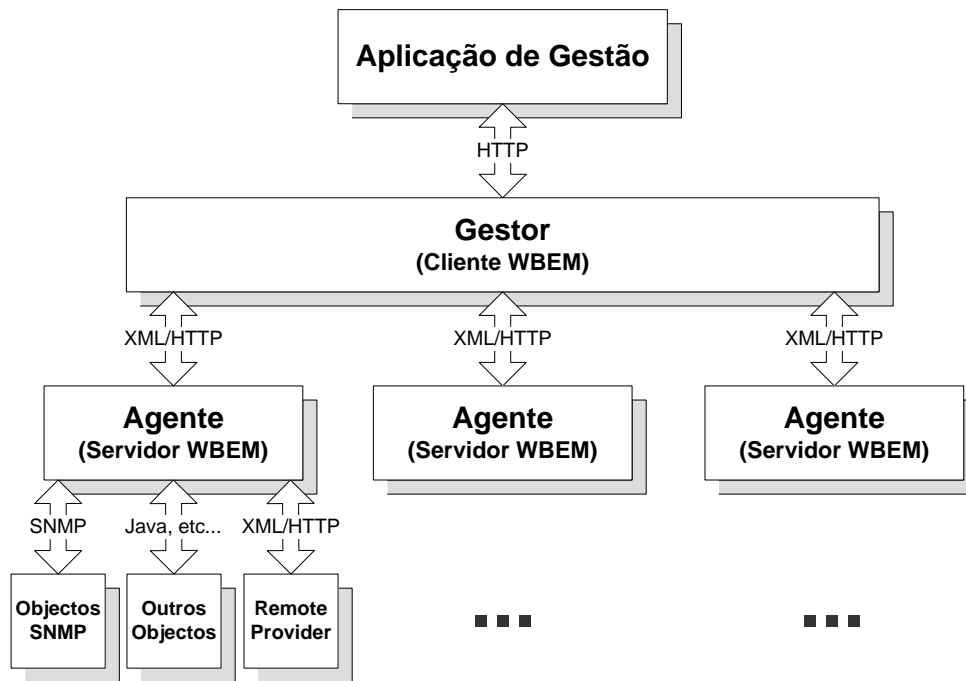 Aplicação de Gestão
HTTP
Gestor
(Cliente WBEM)
XML/HTTP
XML/HTTP
XML/HTTP
Agente
(Servidor WBEM)
Agente
(Servidor WBEM)
Agente
(Servidor WBEM)
SNMP
Java, etc...
XML/HTTP
Objectos
SNMP
Outros
Objectos
Remote
Provider